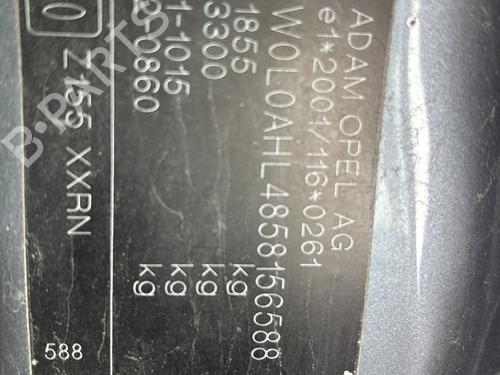 ADAM OPEL AG
e1*2001/116*0261
W0L0AHL4858156588
1855 kg
3300 kg
1-1015 kg
2-0860 kg
Z155 XXRN
588
B-PARTS